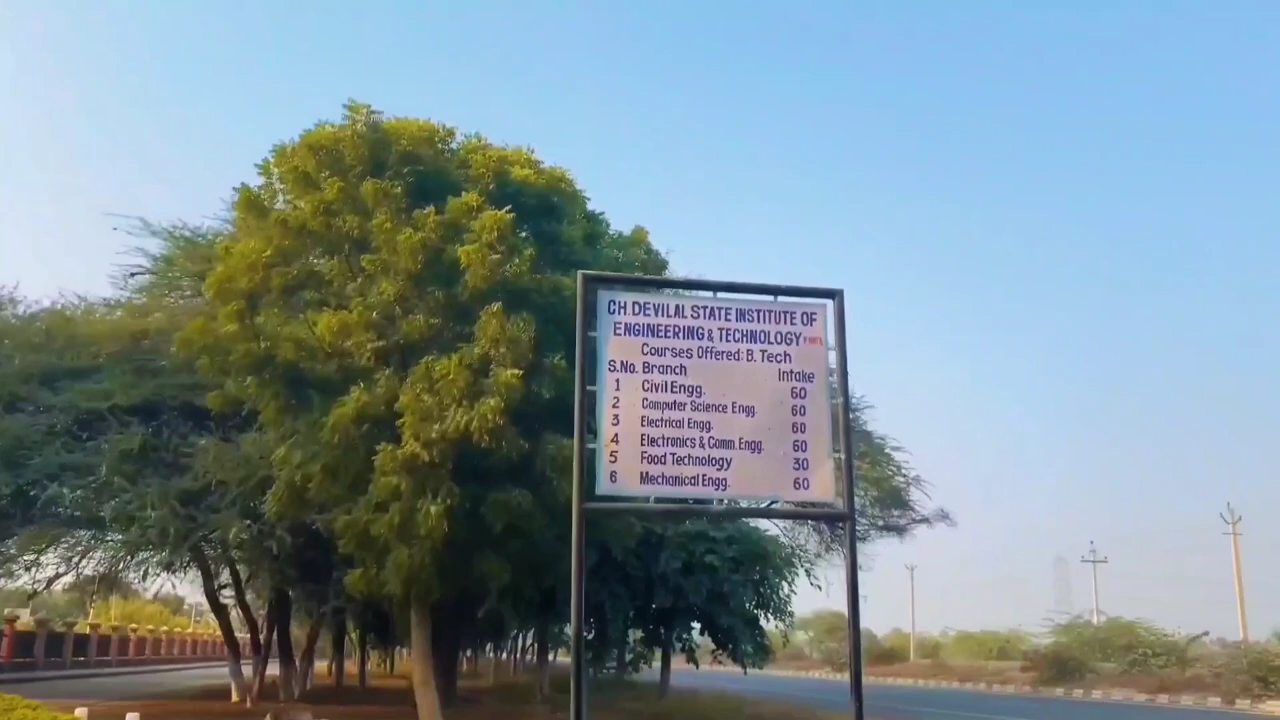 CH. DEVILAL STATE INSTITUTE OF
ENGINEERING & TECHNOLOGY
Courses Offered: B. Tech
S.No. Branch Intake
1 Civil Engg. 60
2 Computer Science Engg. 60
3 Electrical Engg. 60
4 Electronics & Comm. Engg. 60
5 Food Technology 30
6 Mechanical Engg. 60